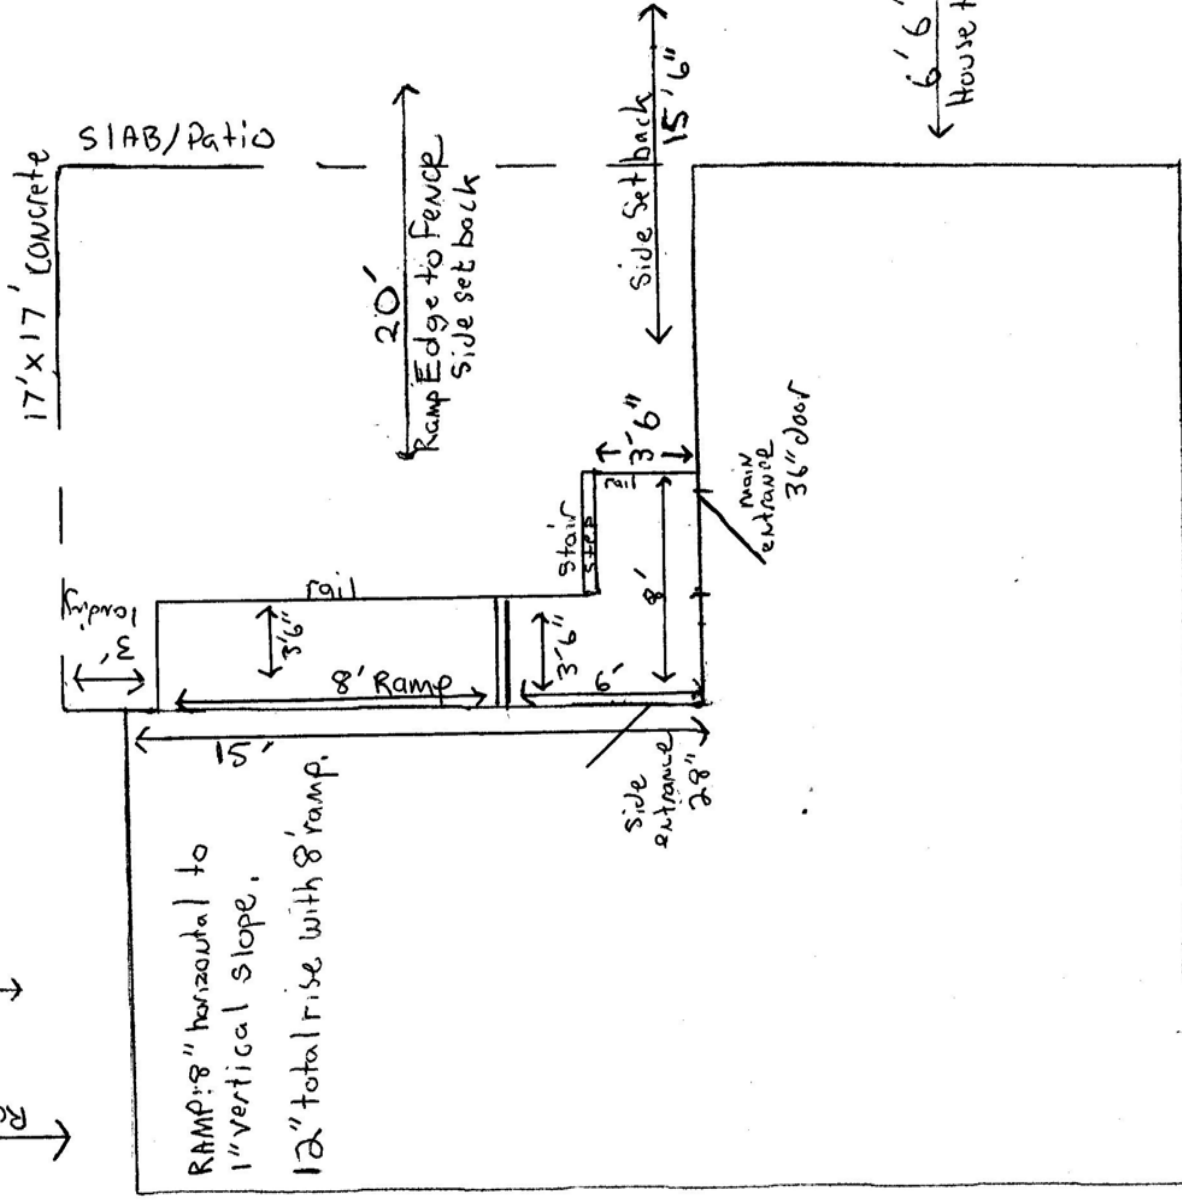 17'x17' CONCRETE
SlAB/Patio
20'
Ramp Edge to Fence
Side set back
Side Set back
15'6"
6'6"
House
3'
landing
rail
3'6"
8' Ramp
Stair
Step
3'-6"
rail
3'-6"
8'
6'
main
entrance
36" door
15'
side
entrance
28"
RAMP: 8" horizontal to
1" vertical slope.
12" total rise with 8' ramp.